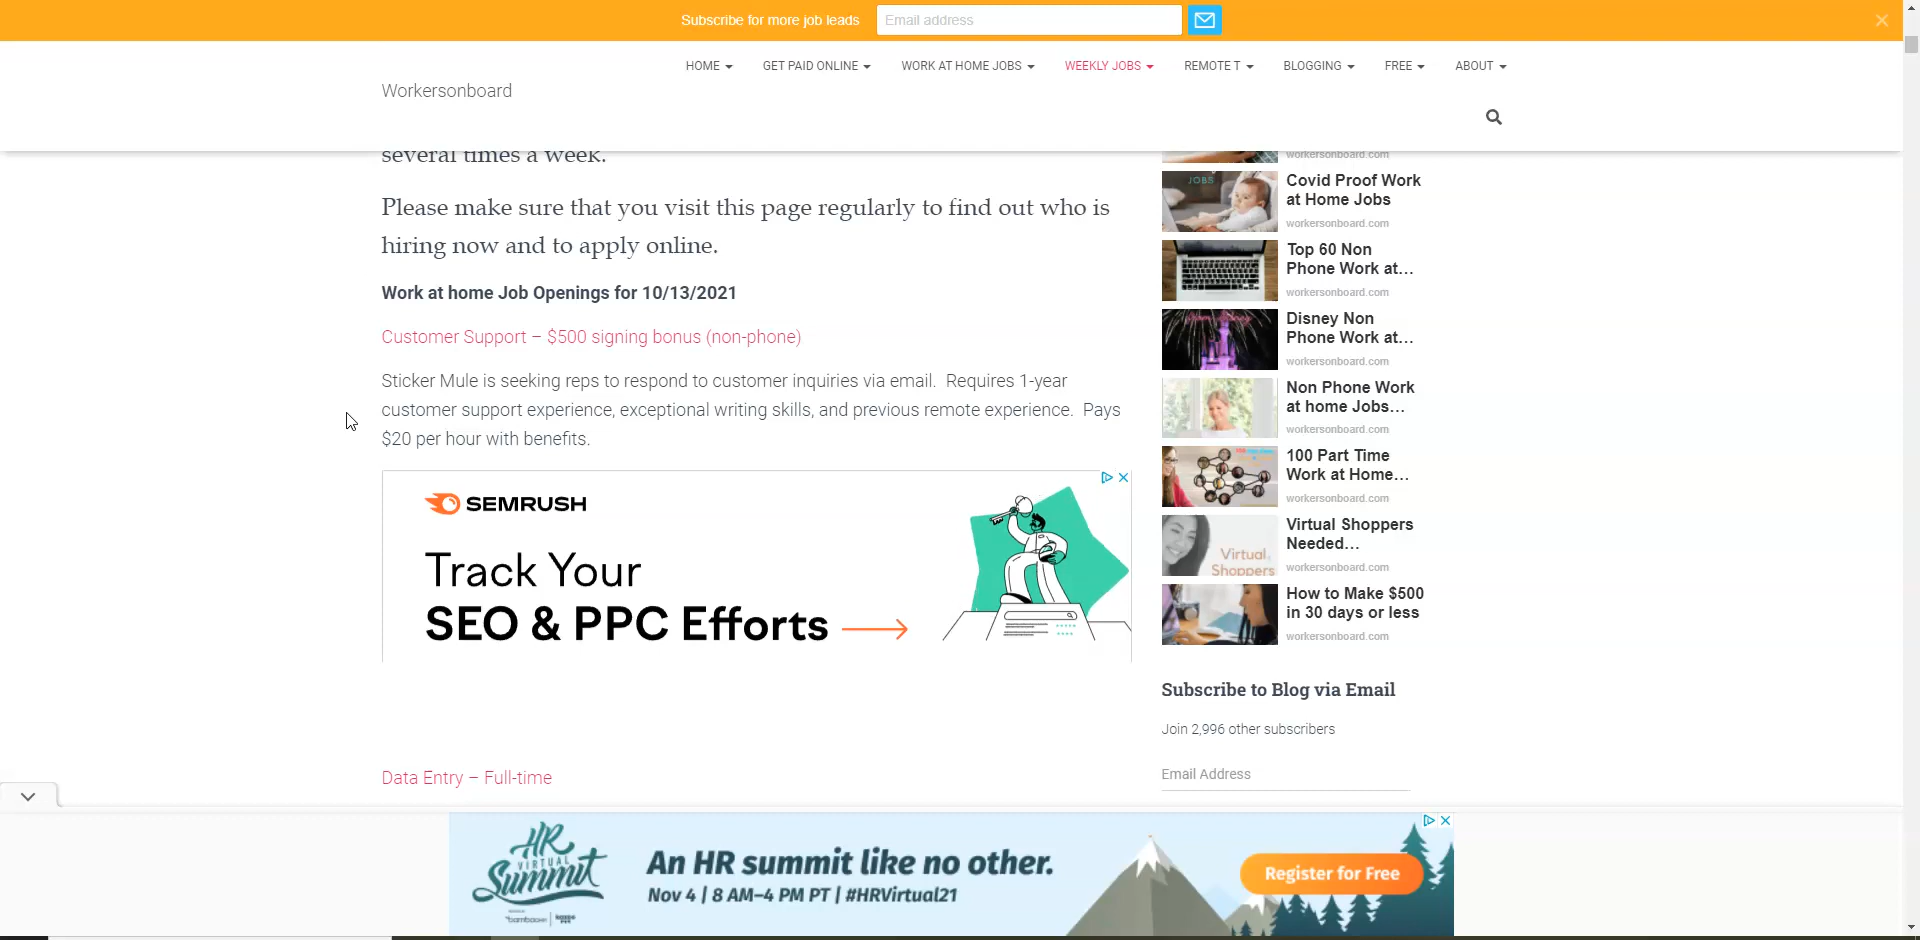 Subscribe for more job leads
Email address
HOME
GET PAID ONLINE
WORK AT HOME JOBS
WEEKLY JOBS
REMOTE T
BLOGGING
FREE
ABOUT
Workersonboard
several times a week.
Please make sure that you visit this page regularly to find out who is
hiring now and to apply online.
Work at home Job Openings for 10/13/2021
Customer Support – $500 signing bonus (non-phone)
Sticker Mule is seeking reps to respond to customer inquiries via email. Requires 1-year
customer support experience, exceptional writing skills, and previous remote experience. Pays
$20 per hour with benefits.
SEMRUSH
Track Your
SEO & PPC Efforts
Data Entry – Full-time
workersonboard.com
JOBS
Covid Proof Work
at Home Jobs
workersonboard.com
Top 60 Non
Phone Work at...
workersonboard.com
Disney Non
Phone Work at...
workersonboard.com
Non Phone Work
at home Jobs...
workersonboard.com
100 Part Time
Work at Home...
workersonboard.com
Virtual
Shoppers
Virtual Shoppers
Needed...
workersonboard.com
How to Make $500
in 30 days or less
workersonboard.com
Subscribe to Blog via Email
Join 2,996 other subscribers
Email Address
HR
VIRTUAL
Summit
bambooHR
An HR summit like no other.
Nov 4 | 8 AM–4 PM PT | #HRVirtual21
Register for Free